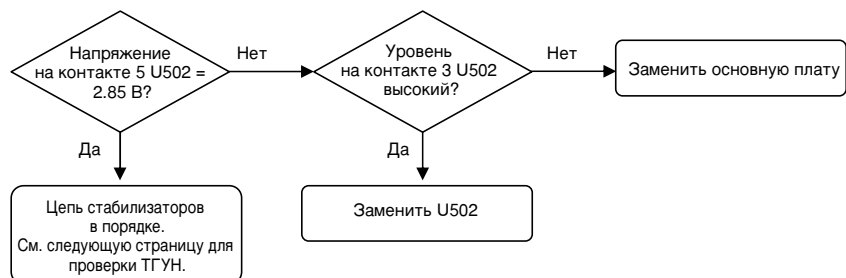 Напряжение
на контакте 5 U502 =
2.85 В?
Нет
Уровень
на контакте 3 U502
высокий?
Нет
Заменить основную плату
Да
Да
Цепь стабилизаторов
в порядке.
См. следующую страницу для
проверки ТГУН.
Заменить U502